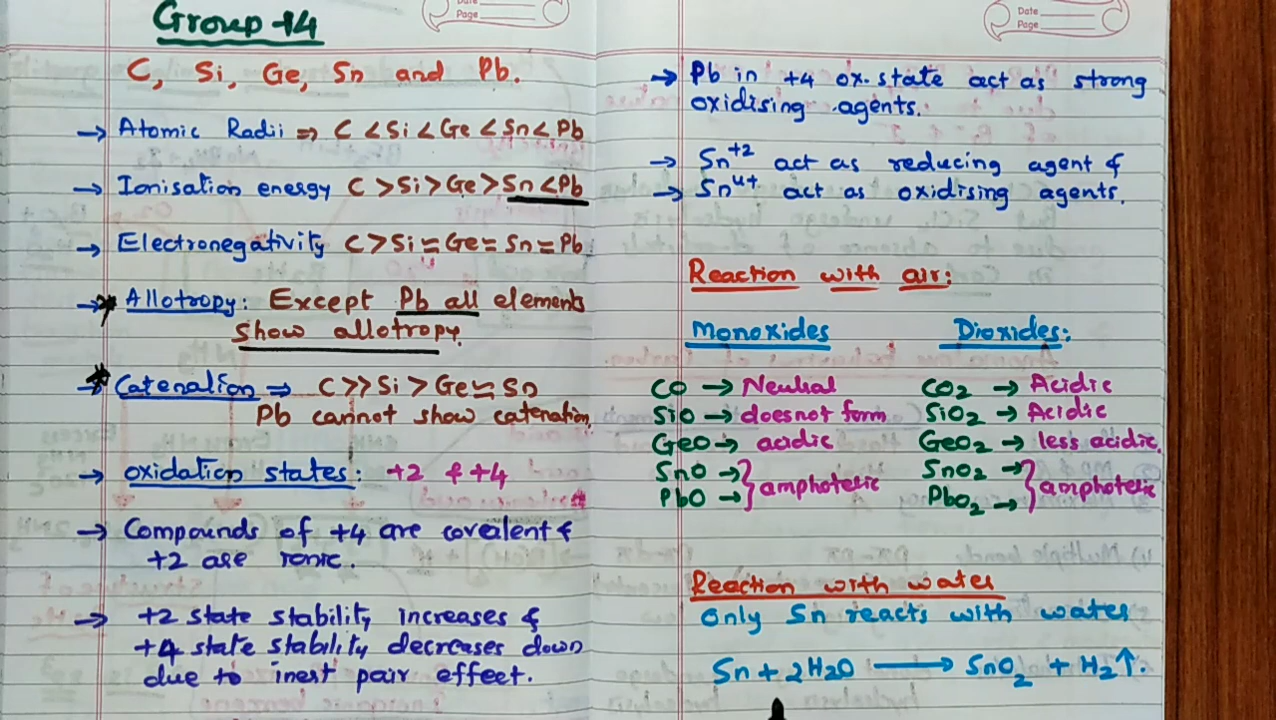 Group-14
C, Si, Ge, Sn and Pb.
→ Atomic Radii ⇒ C < Si < Ge < Sn < Pb
→ Ionisation energy C > Si > Ge > Sn < Pb
→ Electronegativity C > Si ≃ Ge = Sn = Pb
→ Allotropy: Except Pb all elements
show allotropy.
→ Catenation ⇒ C >> Si > Ge ≃ Sn
Pb cannot show catenation.
→ oxidation states: +2 & +4
→ Compounds of +4 are covalent &
+2 are ionic.
→ +2 state stability increases &
+4 state stability decreases down
due to inert pair effect.
Date
Page
→ Pb in +4 ox. state act as strong
oxidising agents.
→ Sn+2 act as reducing agent &
→ Sn4+ act as oxidising agents.
Reaction with air:
Monoxides Dioxides:
CO → Neutral CO2 → Acidic
SiO → does not form SiO2 → Acidic
GeO → acidic GeO2 → less acidic.
SnO → SnO2 →
PbO → } amphoteric PbO2 → } amphoteric
Reaction with water
only Sn reacts with water
Sn + 2H2O → SnO2 + H2↑.
Date
Page